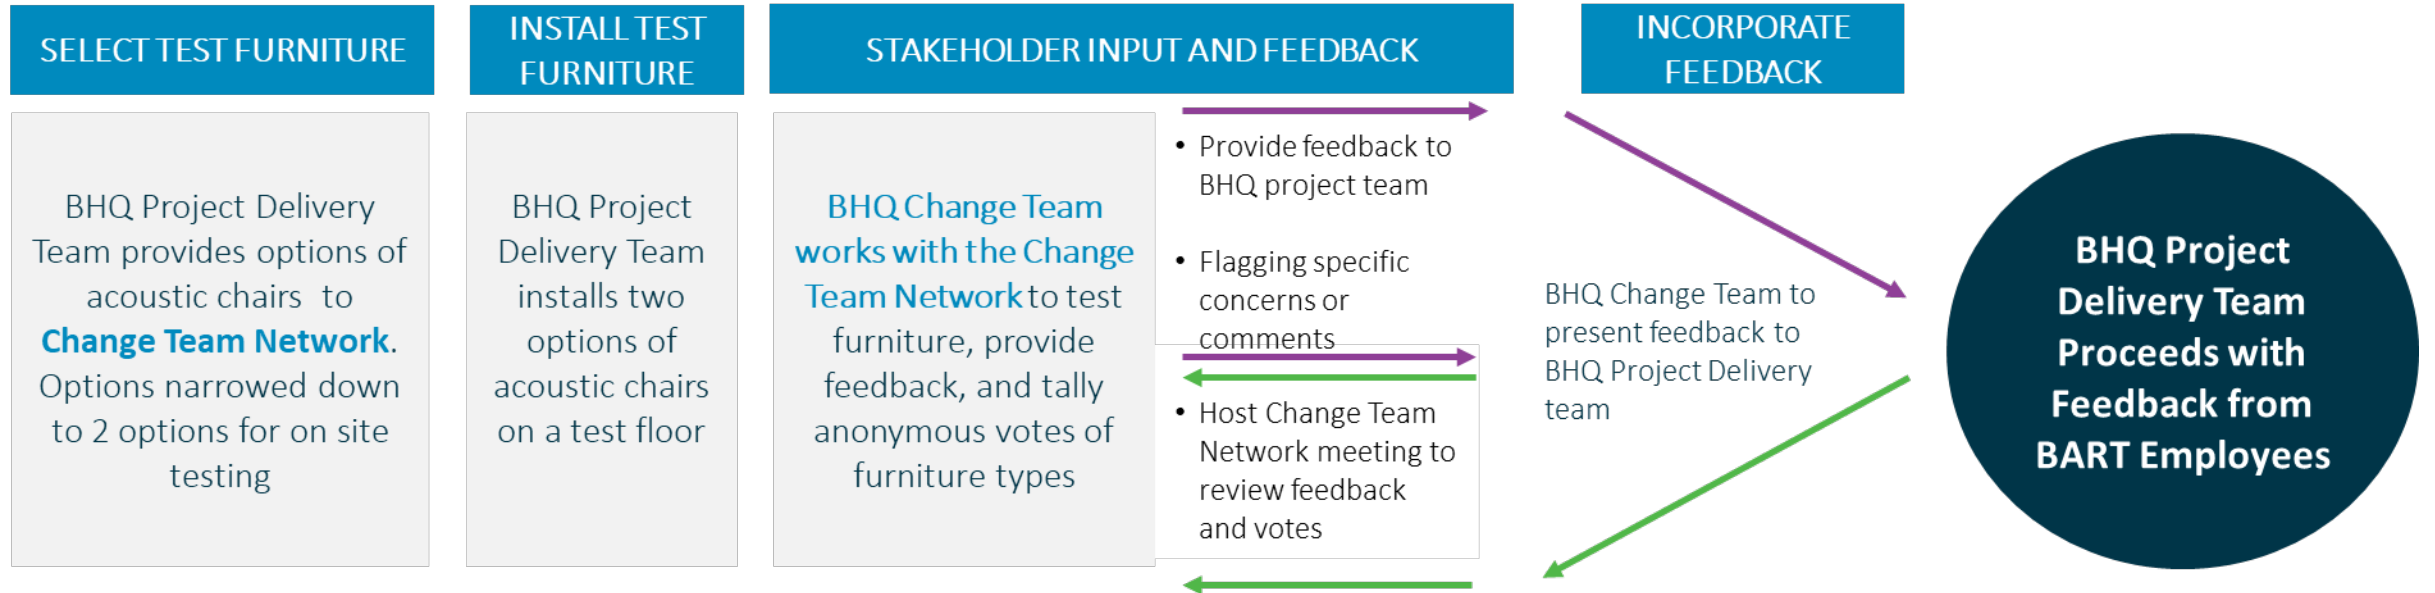 SELECT TEST FURNITURE
INSTALL TEST
FURNITURE
STAKEHOLDER INPUT AND FEEDBACK
INCORPORATE
FEEDBACK
BHQ Project Delivery
Team provides options of
acoustic chairs to
Change Team Network.
Options narrowed down
to 2 options for on site
testing
BHQ Project
Delivery Team
installs two
options of
acoustic chairs
on a test floor
BHQ Change Team
works with the Change
Team Network to test
furniture, provide
feedback, and tally
anonymous votes of
furniture types
• Provide feedback to
BHQ project team
• Flagging specific
concerns or
comments
• Host Change Team
Network meeting to
review feedback
and votes
BHQ Change Team to
present feedback to
BHQ Project Delivery
team
BHQ Project
Delivery Team
Proceeds with
Feedback from
BART Employees